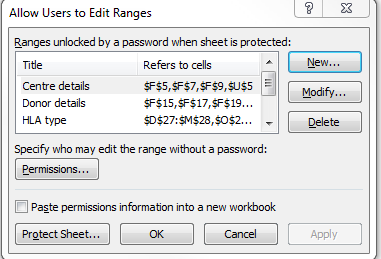 Allow Users to Edit Ranges
Ranges unlocked by a password when sheet is protected:
Title Refers to cells
Centre details $F$5,$F$7,$F$9,$U$5
Donor details $F$15,$F$17,$F$19...
HLA type $D$27:$M$28,$O$2...
New...
Modify...
Delete
Specify who may edit the range without a password:
Permissions...
Paste permissions information into a new workbook
Protect Sheet... OK Cancel Apply